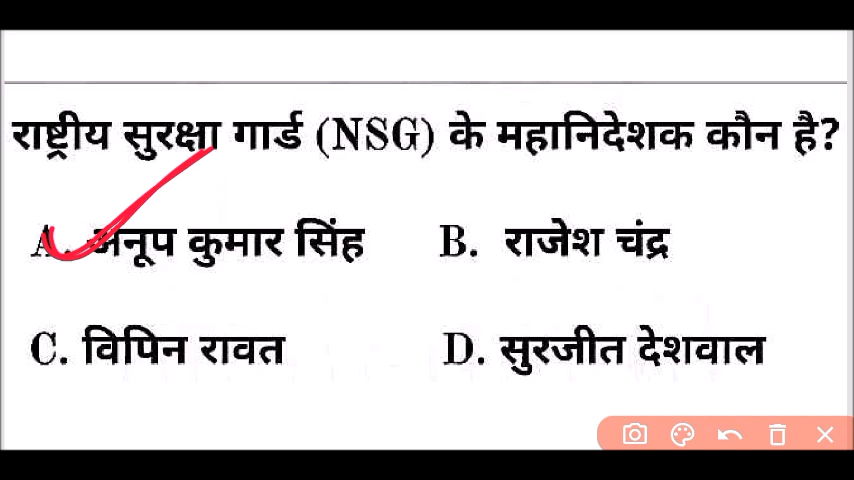 राष्ट्रीय सुरक्षा गार्ड (NSG) के महानिदेशक कौन है?
A. अनूप कुमार सिंह B. राजेश चंद्र
C. विपिन रावत D. सुरजीत देशवाल